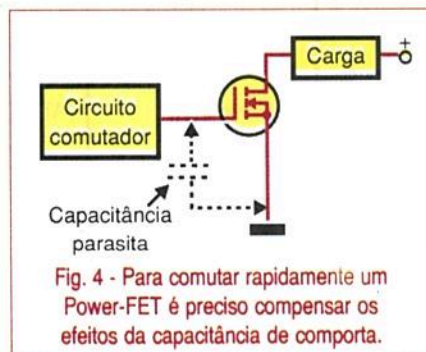 Carga
+
Circuito
comutador
Capacitância
parasita
Fig. 4 - Para comutar rapidamente um
Power-FET é preciso compensar os
efeitos da capacitância de comporta.